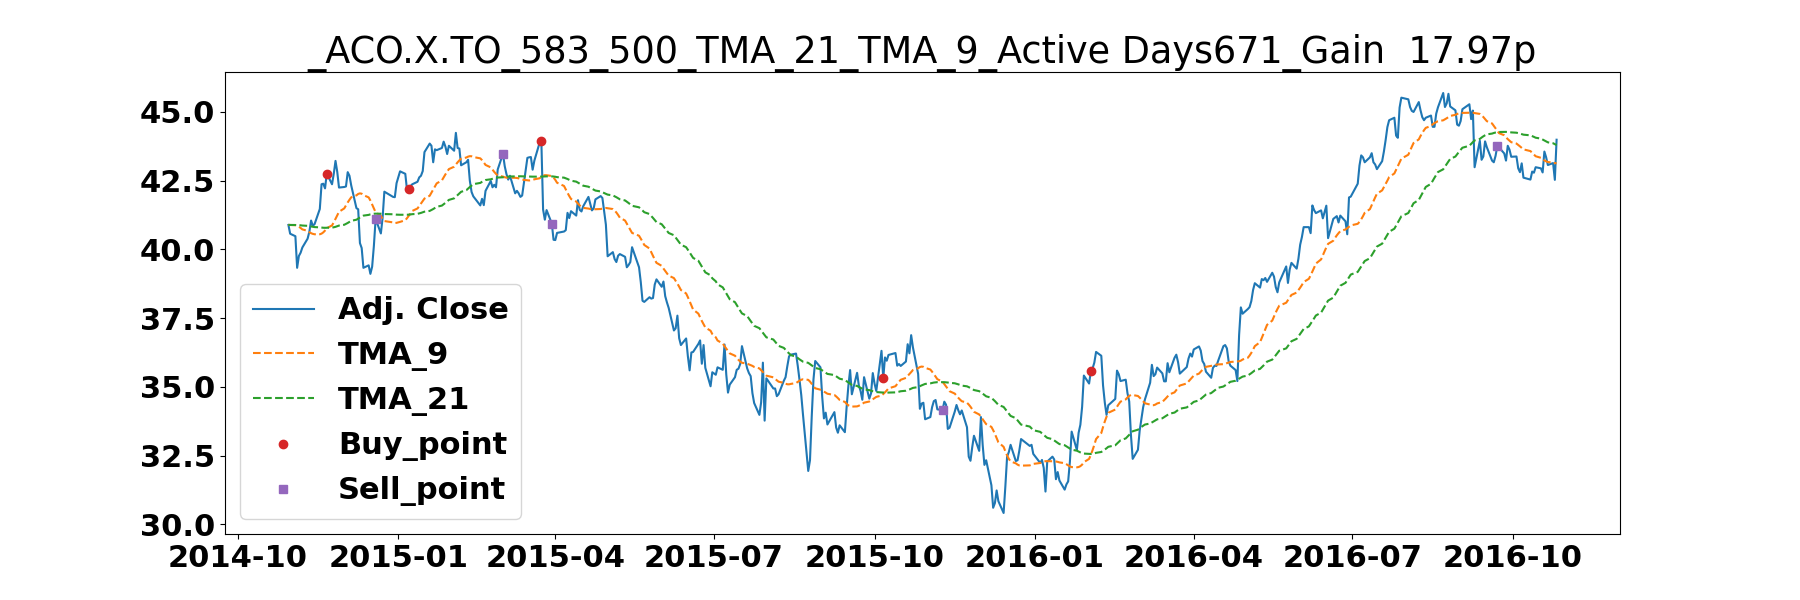 _ACO.X.TO_583_500_TMA_21_TMA_9_Active Days671_Gain  17.97p
45.0
42.5
40.0
37.5
35.0
32.5
30.0
Adj. Close
TMA_9
TMA_21
Buy_point
Sell_point
2014-10 2015-01 2015-04 2015-07 2015-10 2016-01 2016-04 2016-07 2016-10